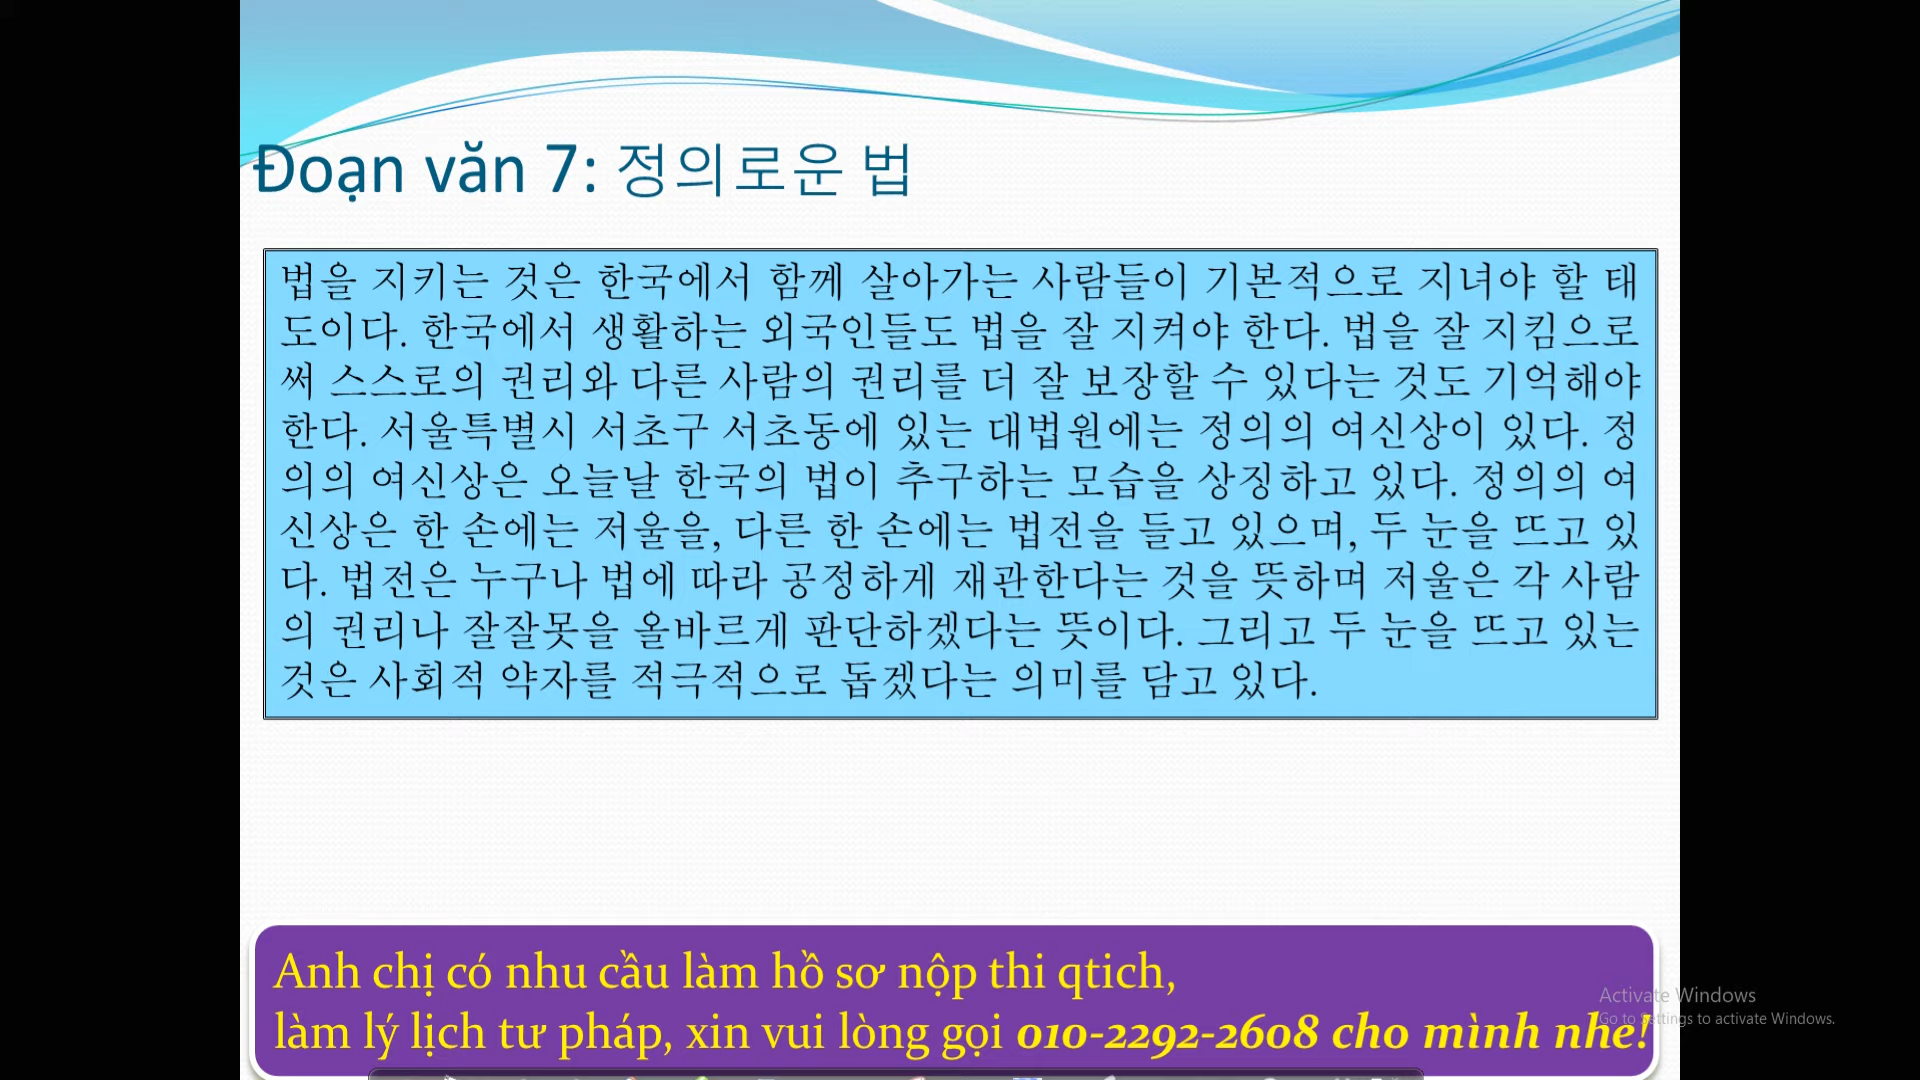 Đoạn văn 7: 정의로운 법
법을 지키는 것은 한국에서 함께 살아가는 사람들이 기본적으로 지녀야 할 태
도이다. 한국에서 생활하는 외국인들도 법을 잘 지켜야 한다. 법을 잘 지킴으로
써 스스로의 권리와 다른 사람의 권리를 더 잘 보장할 수 있다는 것도 기억해야
한다. 서울특별시 서초구 서초동에 있는 대법원에는 정의의 여신상이 있다. 정
의의 여신상은 오늘날 한국의 법이 추구하는 모습을 상징하고 있다. 정의의 여
신상은 한 손에는 저울을, 다른 한 손에는 법전을 들고 있으며, 두 눈을 뜨고 있
다. 법전은 누구나 법에 따라 공정하게 재관한다는 것을 뜻하며 저울은 각 사람
의 권리나 잘잘못을 올바르게 판단하겠다는 뜻이다. 그리고 두 눈을 뜨고 있는
것은 사회적 약자를 적극적으로 돕겠다는 의미를 담고 있다.
Anh chị có nhu cầu làm hồ sơ nộp thi qtich,
làm lý lịch tư pháp, xin vui lòng gọi 010-2292-2608 cho mình nhé!
Activate Windows
Go to Settings to activate Windows.